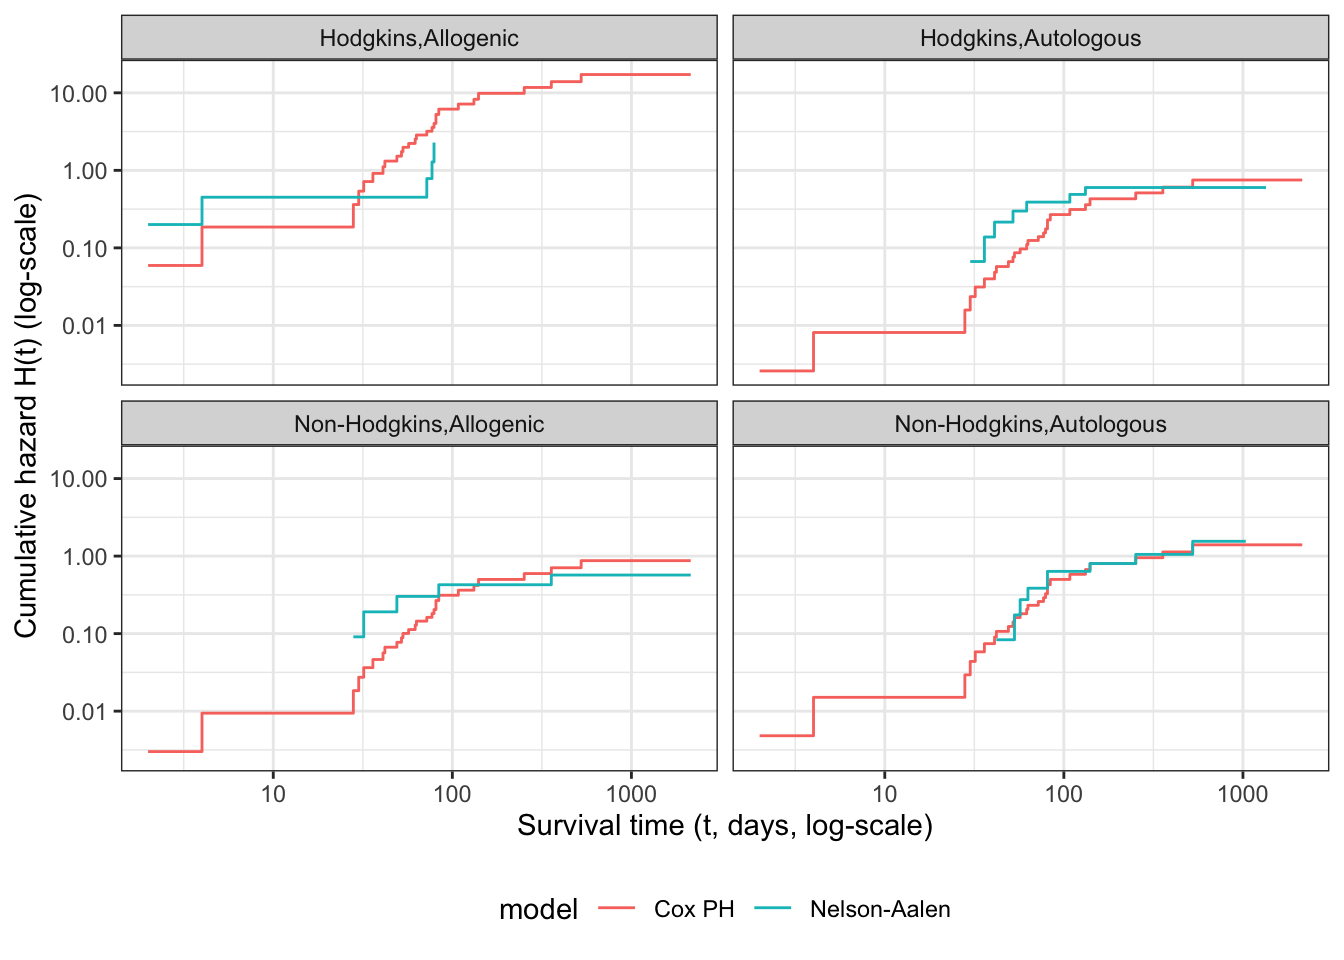 Hodgkins,Allogenic
Hodgkins,Autologous
10.00
1.00
0.10
0.01
Non-Hodgkins,Allogenic
Non-Hodgkins,Autologous
10.00
1.00
0.10
0.01
Cumulative hazard H(t) (log-scale)
10 100 1000
10 100 1000
Survival time (t, days, log-scale)
model Cox PH Nelson-Aalen